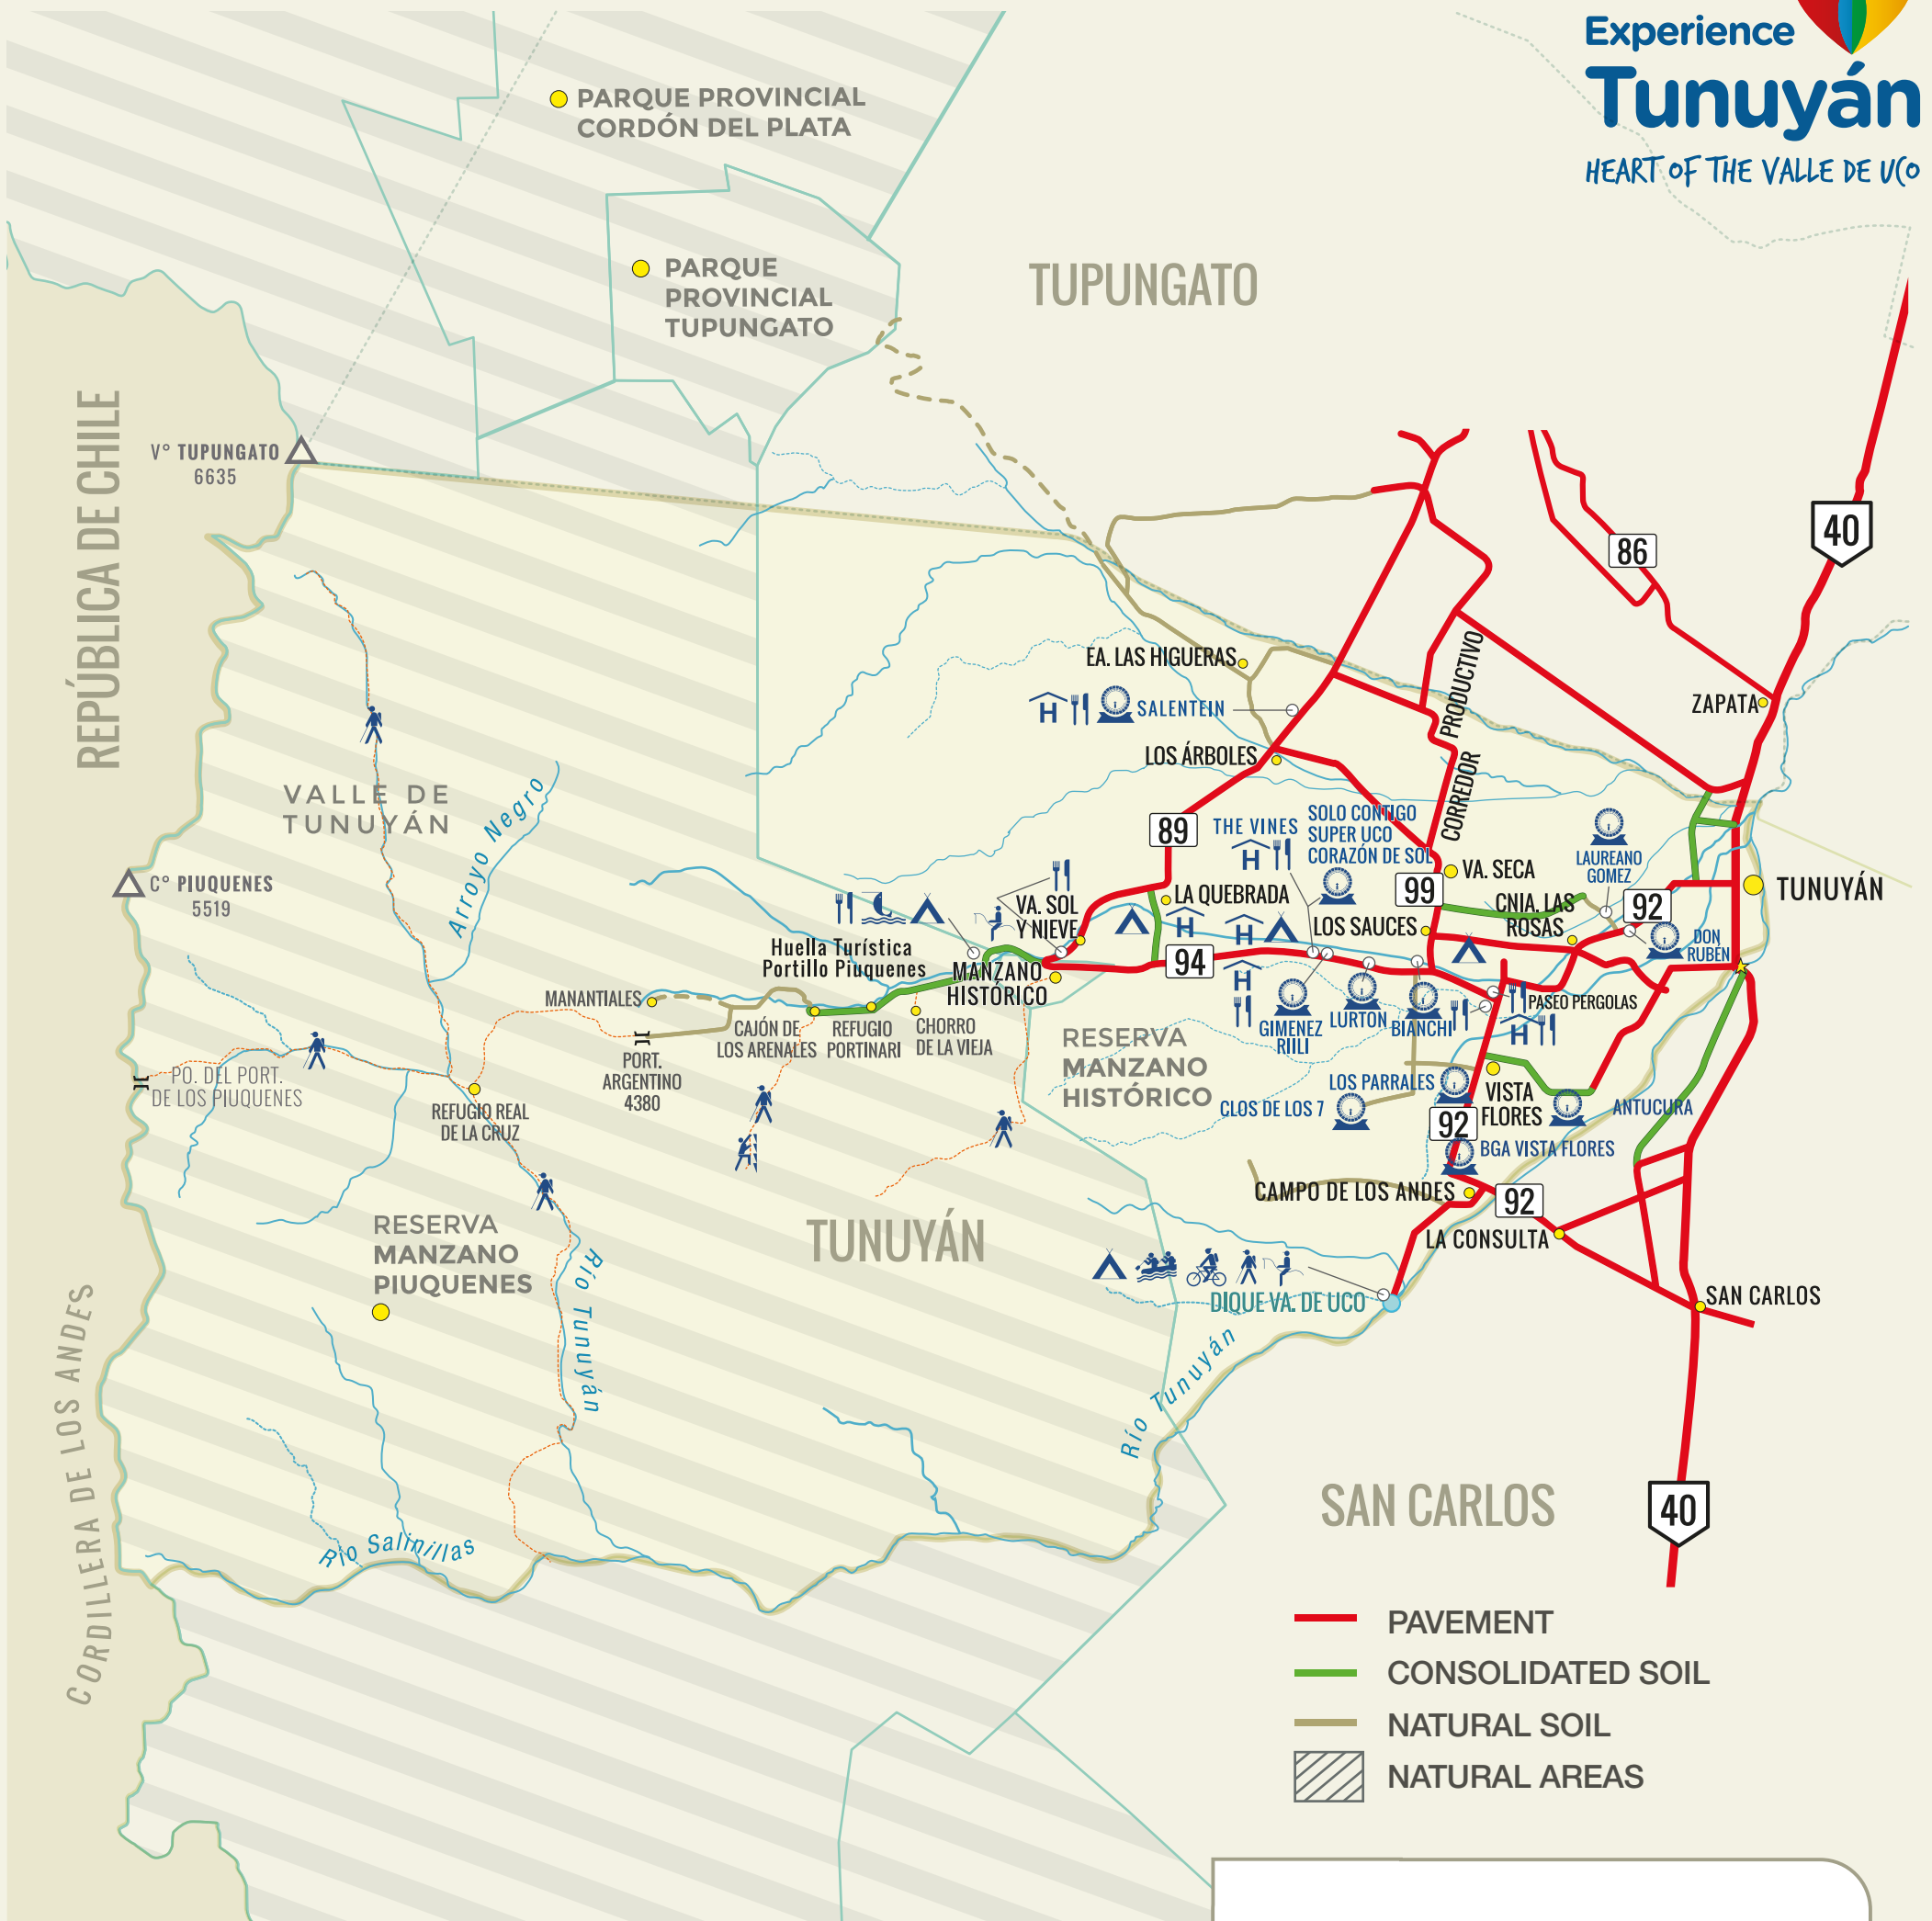 Experience
Tunuyán
HEART OF THE VALLE DE UCO
PARQUE PROVINCIAL
CORDÓN DEL PLATA
PARQUE
PROVINCIAL
TUPUNGATO
TUPUNGATO
REPÚBLICA DE CHILE
V° TUPUNGATO
6635
40
86
EA. LAS HIGUERAS
SALENTEIN
H
ZAPATA
CORREDOR PRODUCTIVO
LOS ÁRBOLES
VALLE DE
TUNUYÁN
Arroyo Negro
89
THE VINES
H
SOLO CONTIGO
SUPER UCO
CORAZÓN DE SOL
LAUREANO
GOMEZ
C° PIUQUENES
5519
VA. SECA
99
TUNUYÁN
LA QUEBRADA
CNIA. LAS
ROSAS
92
VA. SOL
Y NIEVE
H
H
LOS SAUCES
DON
RUBÉN
Huella Turística
Portillo Piuquenes
MANZANO
HISTÓRICO
94
MANANTIALES
H
PASEO PERGOLAS
CAJÓN DE
LOS ARENALES
REFUGIO
PORTINARI
CHORRO
DE LA VIEJA
GIMENEZ
RIILI
LURTON
BIANCHI
H
RESERVA
MANZANO
HISTÓRICO
PORT.
ARGENTINO
4380
PO. DEL PORT.
DE LOS PIUQUENES
REFUGIO REAL
DE LA CRUZ
LOS PARRALES
VISTA
FLORES
CLOS DE LOS 7
ANTUCURA
92
BGA VISTA FLORES
CAMPO DE LOS ANDES
92
RESERVA
MANZANO
PIUQUENES
TUNUYÁN
LA CONSULTA
Río Tunuyán
DIQUE VA. DE UCO
SAN CARLOS
Río Tunuyán
CORDILLERA DE LOS ANDES
SAN CARLOS
40
Río Salinillas
PAVEMENT
CONSOLIDATED SOIL
NATURAL SOIL
NATURAL AREAS